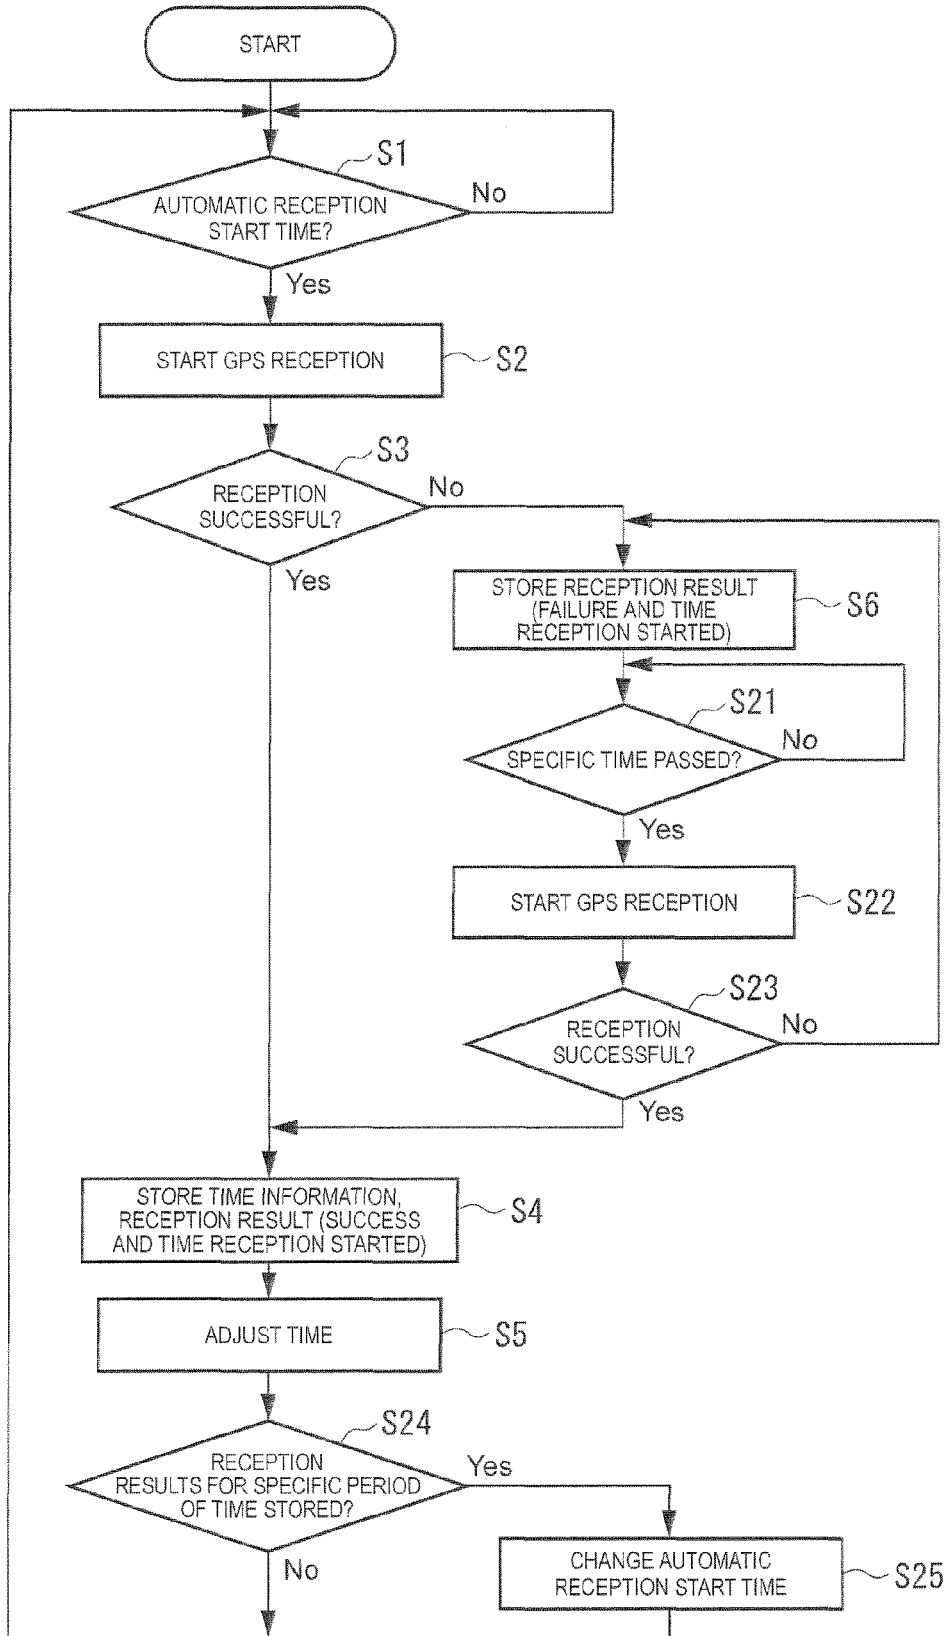 START
S1
AUTOMATIC RECEPTION
START TIME?
No
Yes
START GPS RECEPTION
S2
S3
RECEPTION
SUCCESSFUL?
No
Yes
STORE RECEPTION RESULT
(FAILURE AND TIME
RECEPTION STARTED)
S6
S21
SPECIFIC TIME PASSED?
No
Yes
START GPS RECEPTION
S22
S23
RECEPTION
SUCCESSFUL?
No
Yes
STORE TIME INFORMATION,
RECEPTION RESULT (SUCCESS
AND TIME RECEPTION STARTED)
S4
ADJUST TIME
S5
S24
RECEPTION
RESULTS FOR SPECIFIC PERIOD
OF TIME STORED?
Yes
No
CHANGE AUTOMATIC
RECEPTION START TIME
S25